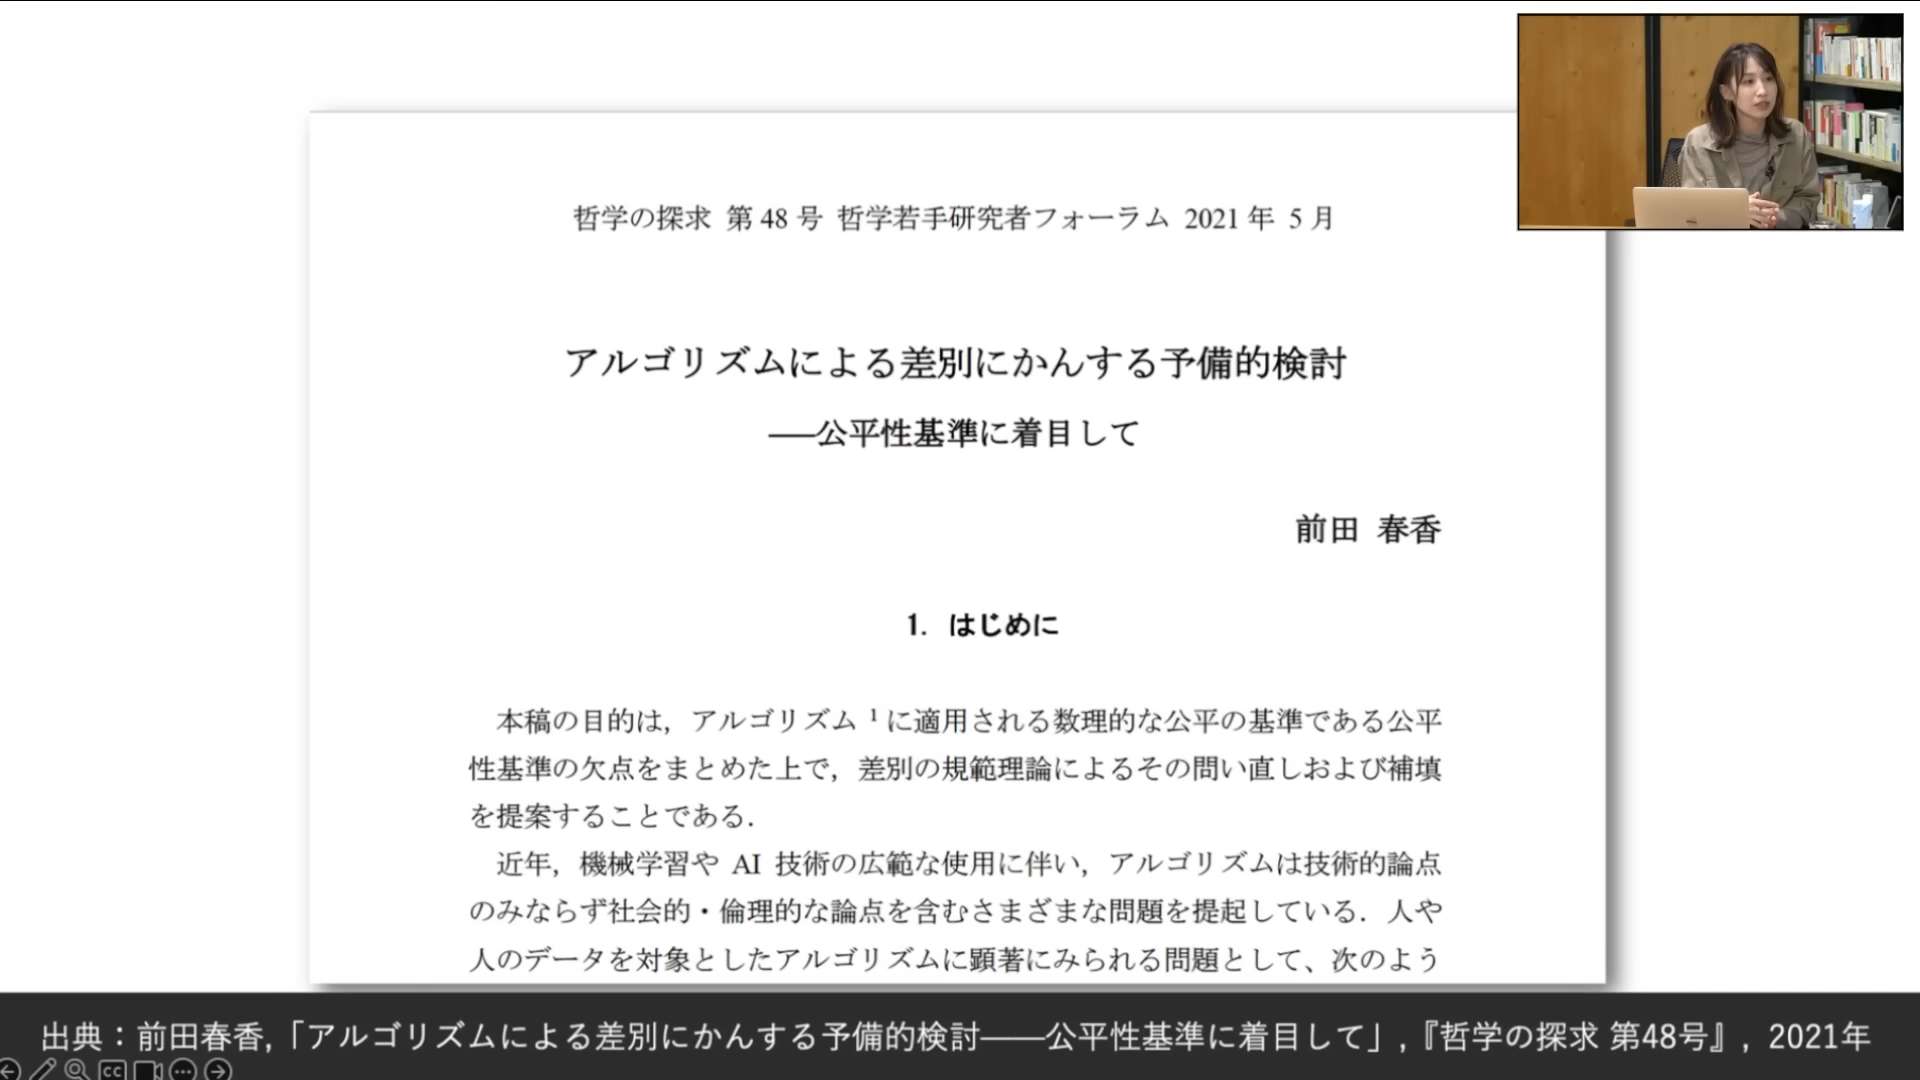 哲学の探求 第 48 号 哲学若手研究者フォーラム 2021 年 5 月
アルゴリズムによる差別にかんする予備的検討
――公平性基準に着目して
前田 春香
1. はじめに
本稿の目的は，アルゴリズム 1 に適用される数理的な公平の基準である公平
性基準の欠点をまとめた上で，差別の規範理論によるその問い直しおよび補填
を提案することである．
近年，機械学習や AI 技術の広範な使用に伴い，アルゴリズムは技術的論点
のみならず社会的・倫理的な論点を含むさまざまな問題を提起している．人や
人のデータを対象としたアルゴリズムに顕著にみられる問題として、次のよう
出典：前田春香,「アルゴリズムによる差別にかんする予備的検討――公平性基準に着目して」,『哲学の探求 第48号』, 2021年
CC